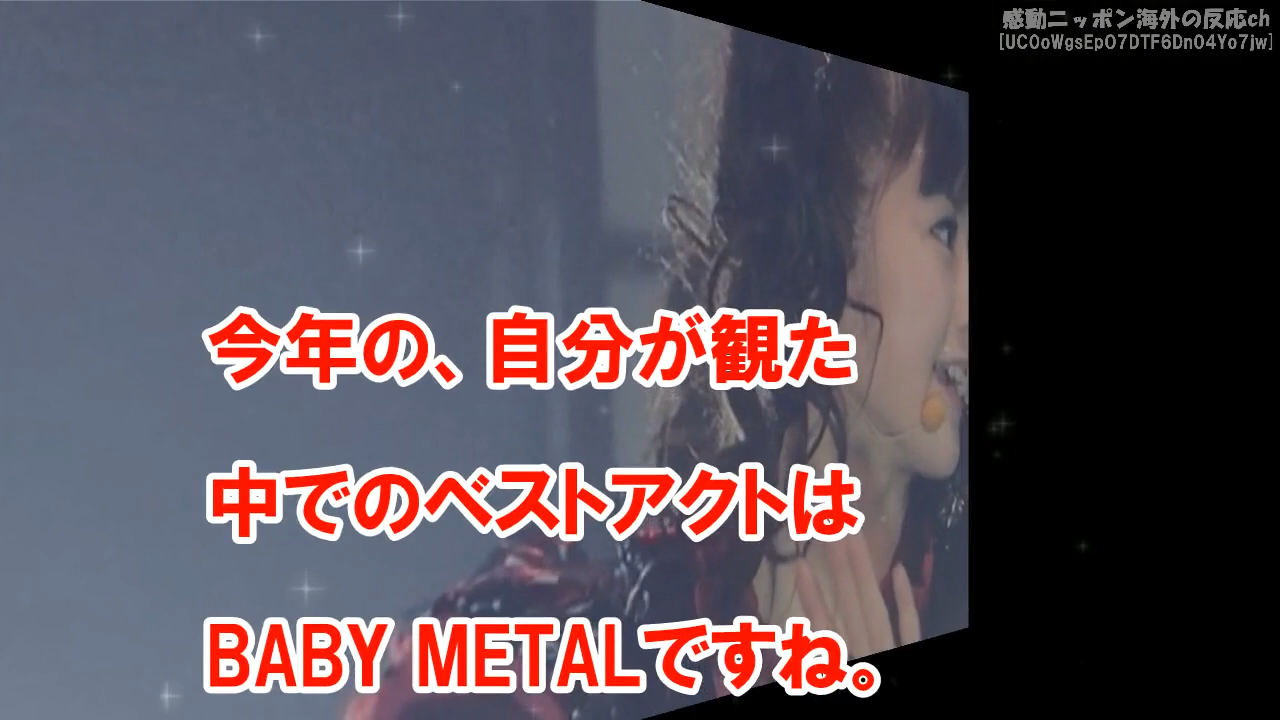 感動ニッポン海外の反応ch
[UCOoWgsEpO7DTF6DnO4Yo7jw]
今年の、自分が観た
中でのベストアクトは
BABY METALですね。